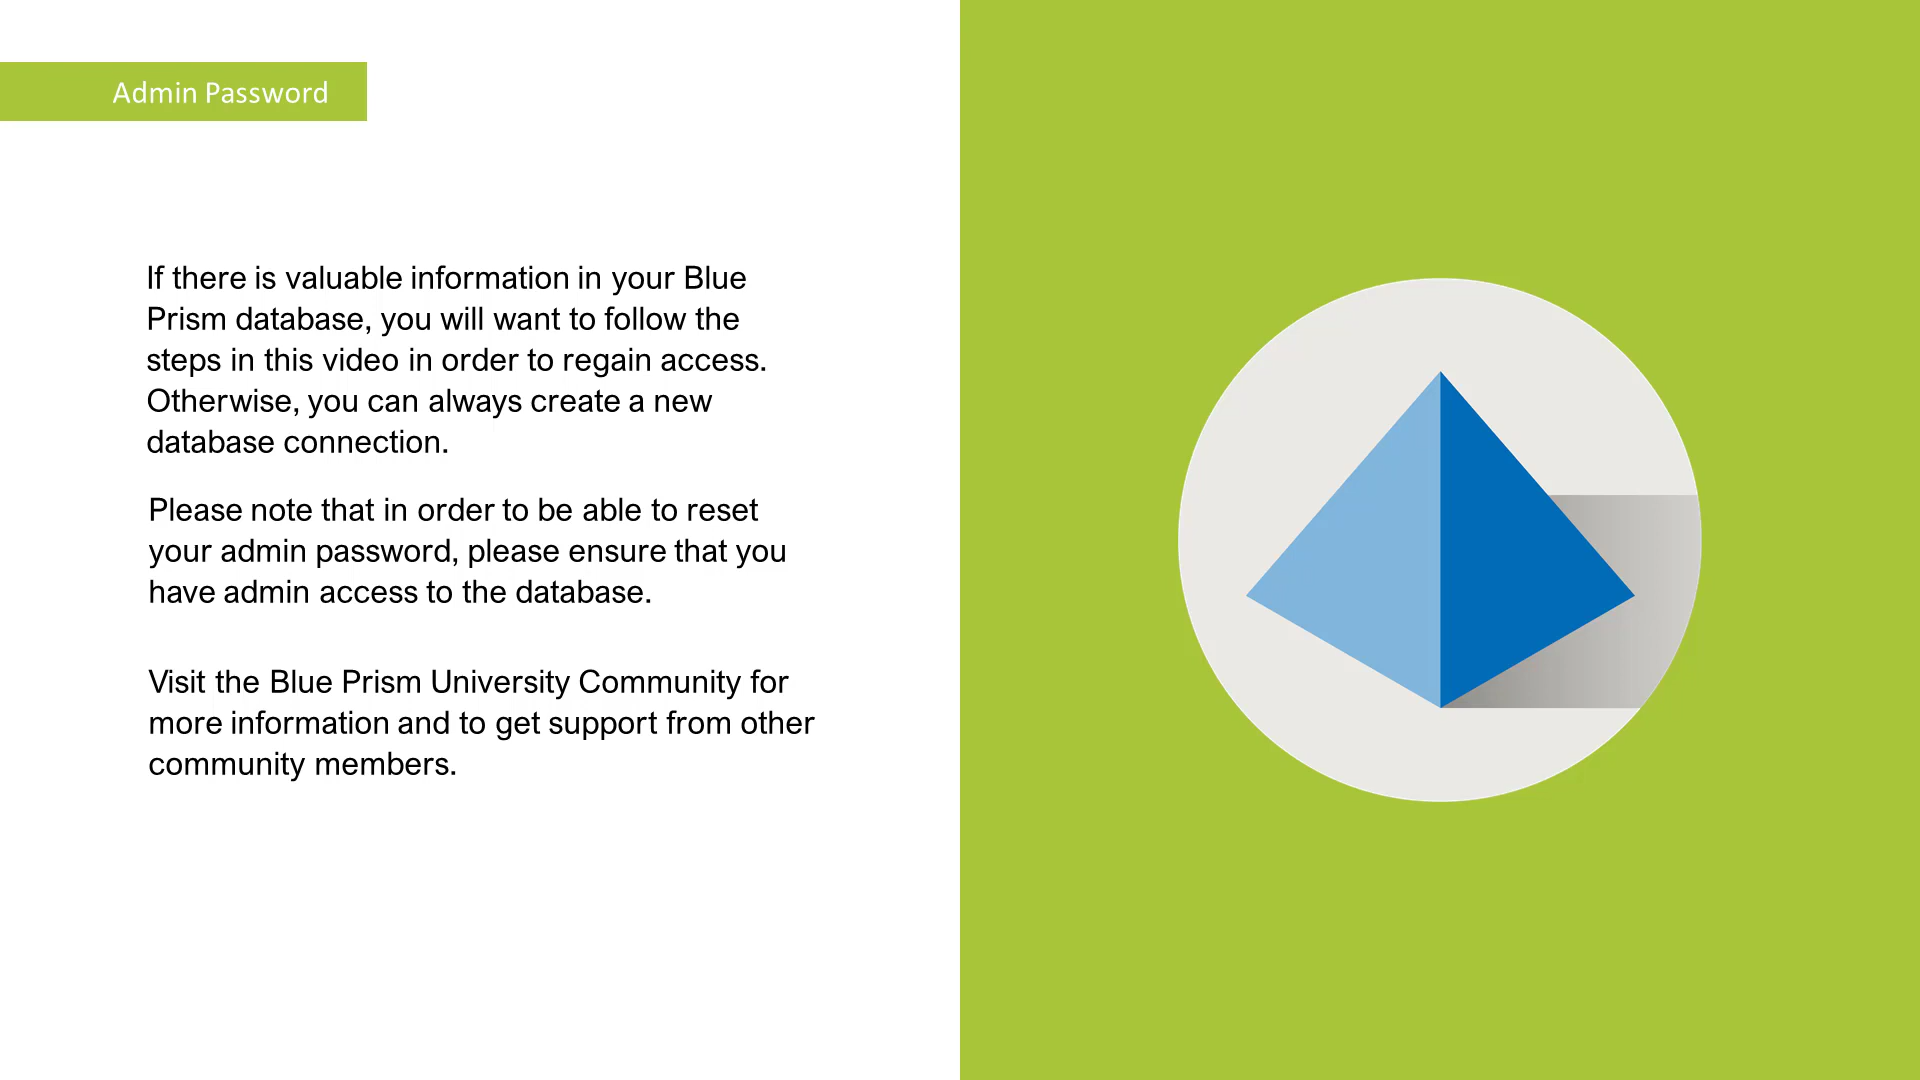 Admin Password
If there is valuable information in your Blue
Prism database, you will want to follow the
steps in this video in order to regain access.
Otherwise, you can always create a new
database connection.
Please note that in order to be able to reset
your admin password, please ensure that you
have admin access to the database.
Visit the Blue Prism University Community for
more information and to get support from other
community members.